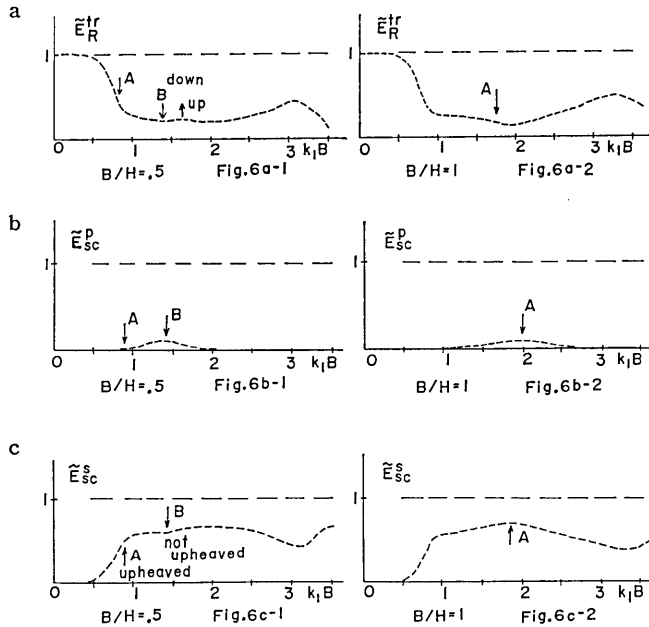 a
Ẽ_R^tr
1
A
B
down
up
0 1 2 3 k₁B
B/H=.5 Fig.6a-1
Ẽ_R^tr
1
A
0 1 2 3 k₁B
B/H=1 Fig.6a-2
b
Ẽ_sc^p
1
A
B
0 1 2 3 k₁B
B/H=.5 Fig.6b-1
Ẽ_sc^p
1
A
0 1 2 3 k₁B
B/H=1 Fig.6b-2
c
Ẽ_sc^s
1
B
A
not
upheaved
upheaved
0 1 2 3 k₁B
B/H=.5 Fig.6c-1
Ẽ_sc^s
1
A
0 1 2 3 k₁B
B/H=1 Fig.6c-2